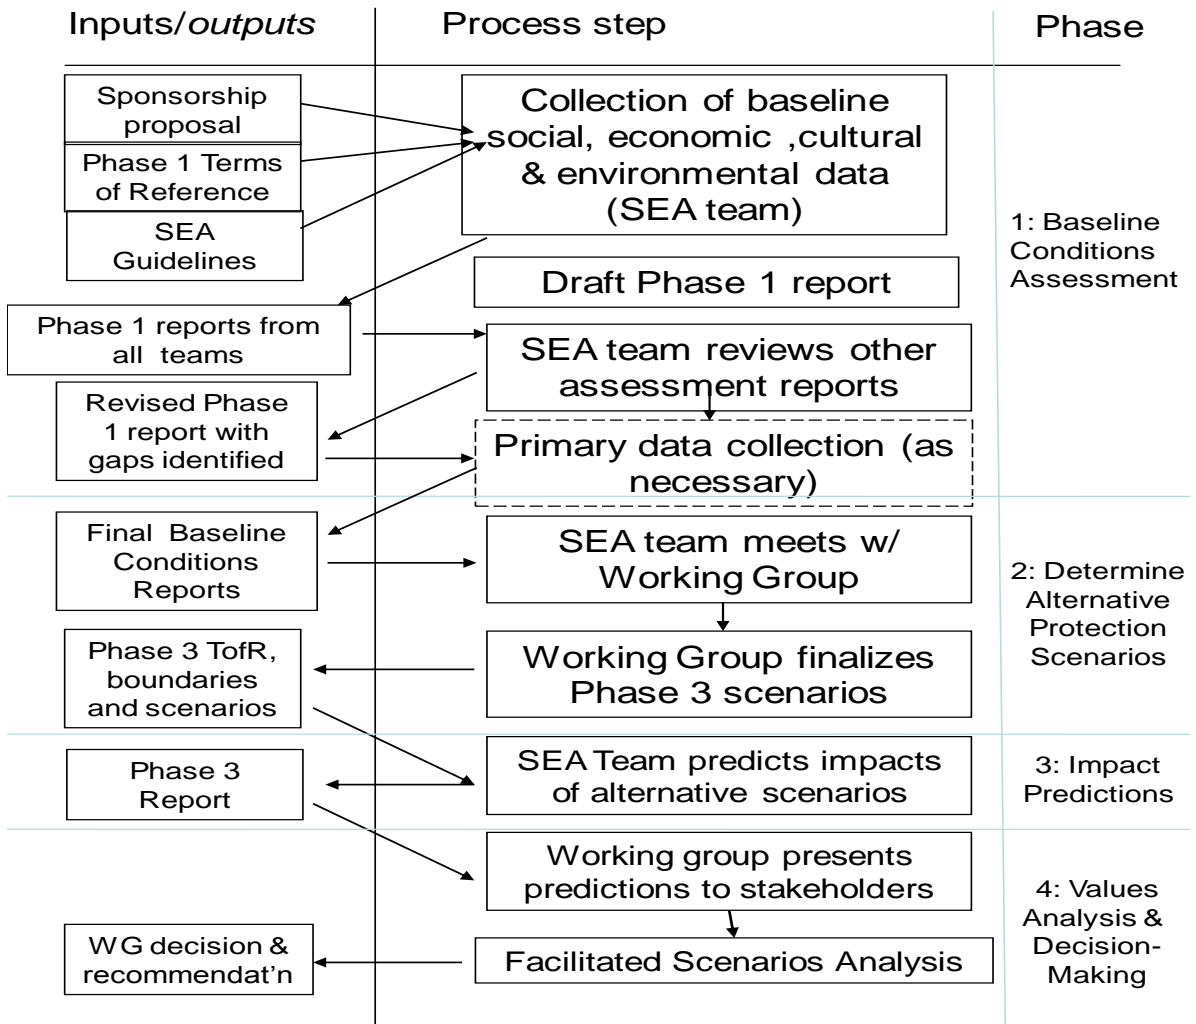 Inputs/outputs
Process step
Phase
Sponsorship
proposal
Phase 1 Terms
of Reference
SEA
Guidelines
Collection of baseline
social, economic ,cultural
& environmental data
(SEA team)
1: Baseline
Conditions
Assessment
Draft Phase 1 report
Phase 1 reports from
all teams
SEA team reviews other
assessment reports
Revised Phase
1 report with
gaps identified
Primary data collection (as
necessary)
Final Baseline
Conditions
Reports
SEA team meets w/
Working Group
2: Determine
Alternative
Protection
Scenarios
Phase 3 TofR,
boundaries
and scenarios
Working Group finalizes
Phase 3 scenarios
Phase 3
Report
SEA Team predicts impacts
of alternative scenarios
3: Impact
Predictions
Working group presents
predictions to stakeholders
4: Values
Analysis &
Decision-
Making
WG decision &
recommendat'n
Facilitated Scenarios Analysis